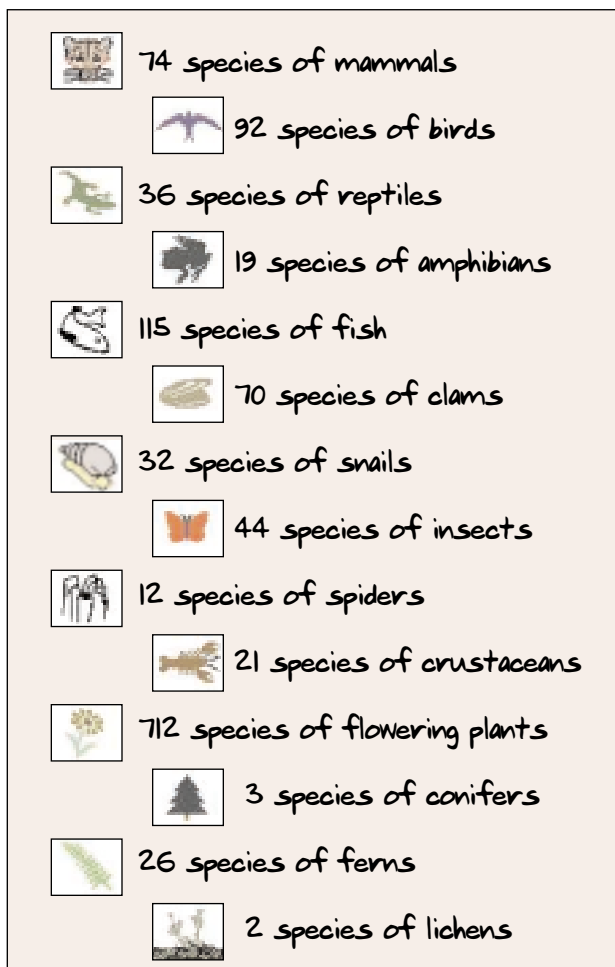 74 species of mammals
92 species of birds
36 species of reptiles
19 species of amphibians
115 species of fish
70 species of clams
32 species of snails
44 species of insects
12 species of spiders
21 species of crustaceans
712 species of flowering plants
3 species of conifers
26 species of ferns
2 species of lichens